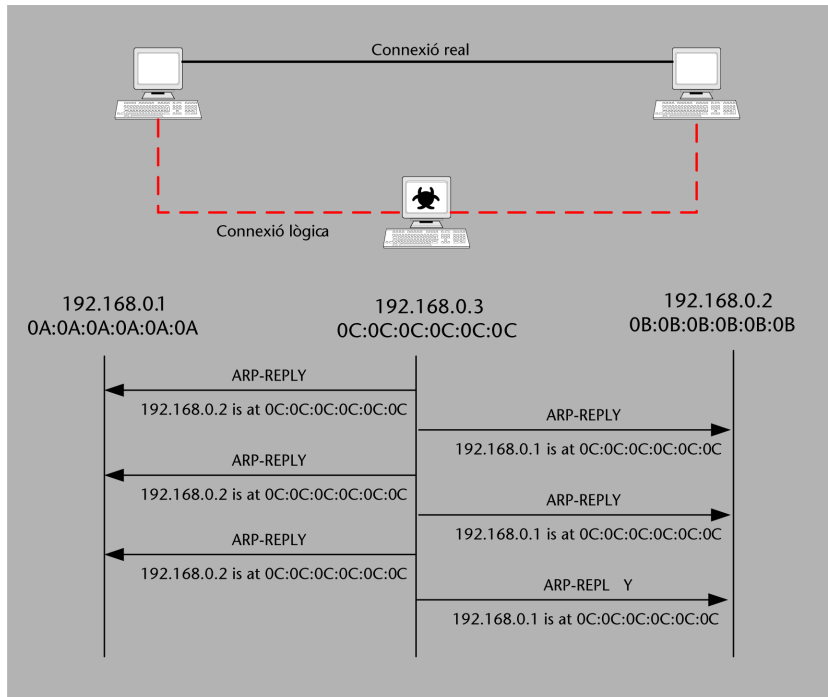 Connexió real
Connexió lògica
192.168.0.1
0A:0A:0A:0A:0A:0A
192.168.0.3
0C:0C:0C:0C:0C:0C
192.168.0.2
0B:0B:0B:0B:0B:0B
ARP-REPLY
192.168.0.2 is at 0C:0C:0C:0C:0C:0C
ARP-REPLY
192.168.0.1 is at 0C:0C:0C:0C:0C:0C
ARP-REPLY
192.168.0.2 is at 0C:0C:0C:0C:0C:0C
ARP-REPLY
192.168.0.1 is at 0C:0C:0C:0C:0C:0C
ARP-REPLY
192.168.0.2 is at 0C:0C:0C:0C:0C:0C
ARP-REPL Y
192.168.0.1 is at 0C:0C:0C:0C:0C:0C